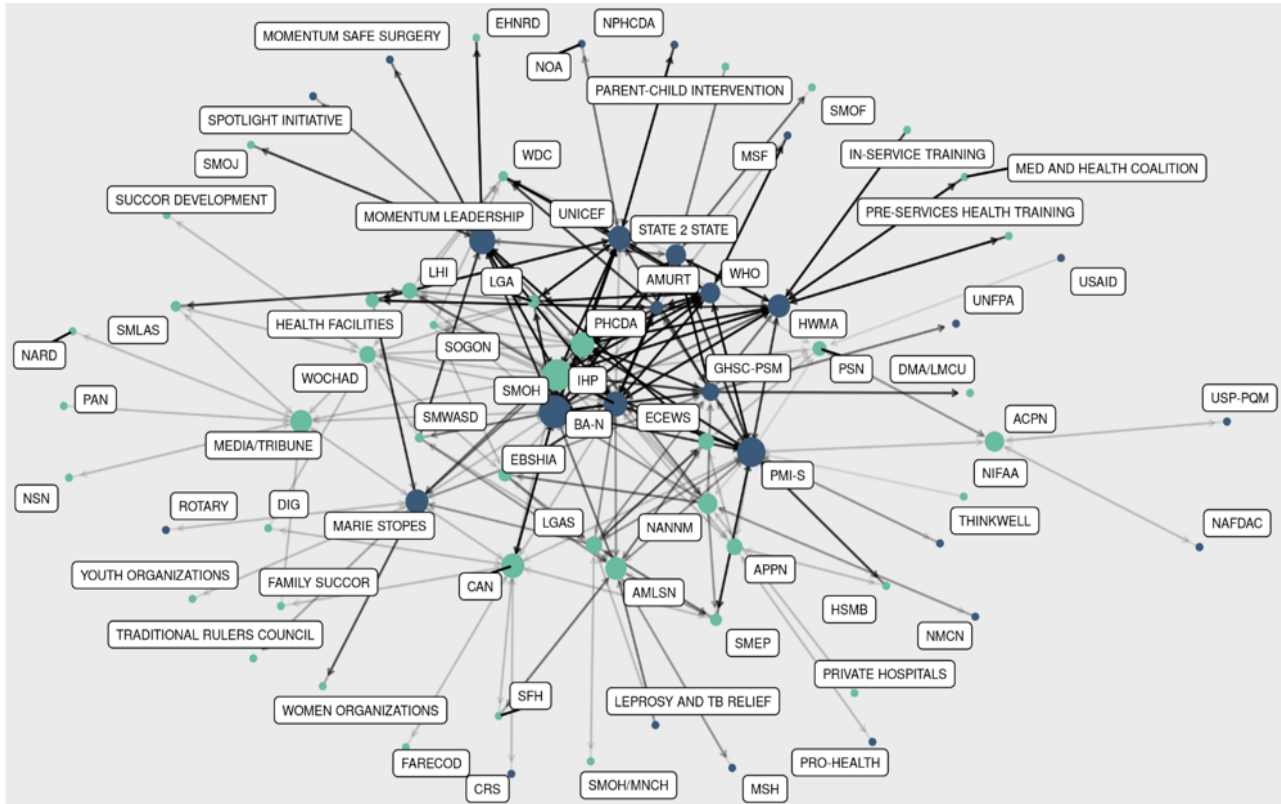 EHNRD
NPHCDA
MOMENTUM SAFE SURGERY
NOA
PARENT-CHILD INTERVENTION
SMOF
SPOTLIGHT INITIATIVE
SMOJ
WDC
MSF
IN-SERVICE TRAINING
MED AND HEALTH COALITION
SUCCOR DEVELOPMENT
MOMENTUM LEADERSHIP
UNICEF
STATE 2 STATE
PRE-SERVICES HEALTH TRAINING
LHI
LGA
AMURT
WHO
USAID
UNFPA
SMLAS
HEALTH FACILITIES
SOGON
PHCDA
HWMA
NARD
WOCHAD
SMOH
IHP
GHSC-PSM
PSN
DMA/LMCU
PAN
SMWASD
BA-N
ECEWS
ACPN
USP-PQM
MEDIA/TRIBUNE
EBSHIA
PMI-S
NIFAA
NSN
ROTARY
DIG
MARIE STOPES
LGAS
NANNM
THINKWELL
NAFDAC
YOUTH ORGANIZATIONS
FAMILY SUCCOR
CAN
AMLSN
APPN
HSMB
NMCN
TRADITIONAL RULERS COUNCIL
SMEP
PRIVATE HOSPITALS
WOMEN ORGANIZATIONS
SFH
LEPROSY AND TB RELIEF
FARECOD
CRS
SMOH/MNCH
MSH
PRO-HEALTH